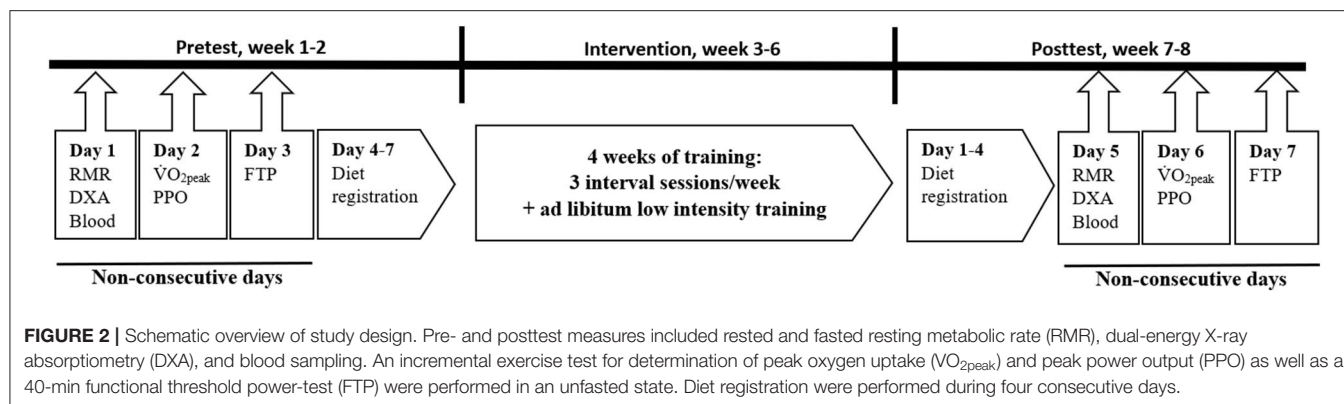 Pretest, week 1-2
Intervention, week 3-6
Posttest, week 7-8
Day 1
RMR
DXA
Blood
Day 2
V̇O2peak
PPO
Day 3
FTP
Day 4-7
Diet
registration
Non-consecutive days
4 weeks of training:
3 interval sessions/week
+ ad libitum low intensity training
Day 1-4
Diet
registration
Day 5
RMR
DXA
Blood
Day 6
V̇O2peak
PPO
Day 7
FTP
Non-consecutive days
FIGURE 2 | Schematic overview of study design. Pre- and posttest measures included rested and fasted resting metabolic rate (RMR), dual-energy X-ray
absorptiometry (DXA), and blood sampling. An incremental exercise test for determination of peak oxygen uptake (V̇O2peak) and peak power output (PPO) as well as a
40-min functional threshold power-test (FTP) were performed in an unfasted state. Diet registration were performed during four consecutive days.